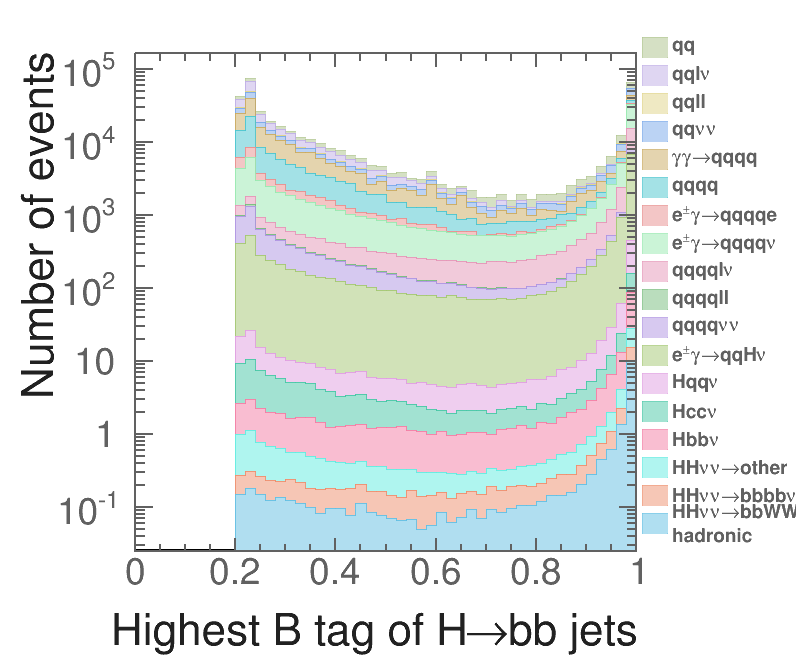 Number of events
10^5
10^4
10^3
10^2
10
1
10^-1
0 0.2 0.4 0.6 0.8 1
Highest B tag of H→bb jets
qq
qqlν
qqll
qqνν
γγ→qqqq
qqqq
e±γ→qqqqe
e±γ→qqqqν
qqqqlν
qqqqll
qqqqνν
e±γ→qqHν
Hqqν
Hccν
Hbbν
HHνν→other
HHνν→bbbbν
HHνν→bbWW
hadronic